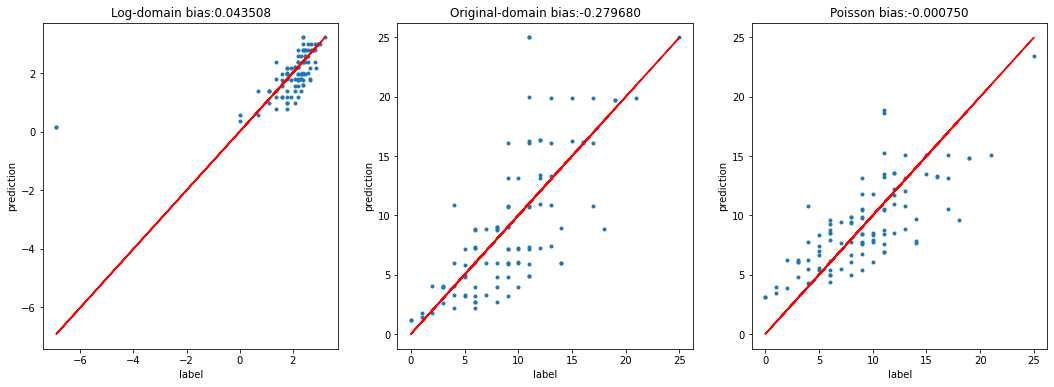 Log-domain bias:0.043508
prediction
2
0
−2
−4
−6
−6 −4 −2 0 2
label
Original-domain bias:-0.279680
prediction
25
20
15
10
5
0
0 5 10 15 20 25
label
Poisson bias:-0.000750
prediction
25
20
15
10
5
0
0 5 10 15 20 25
label